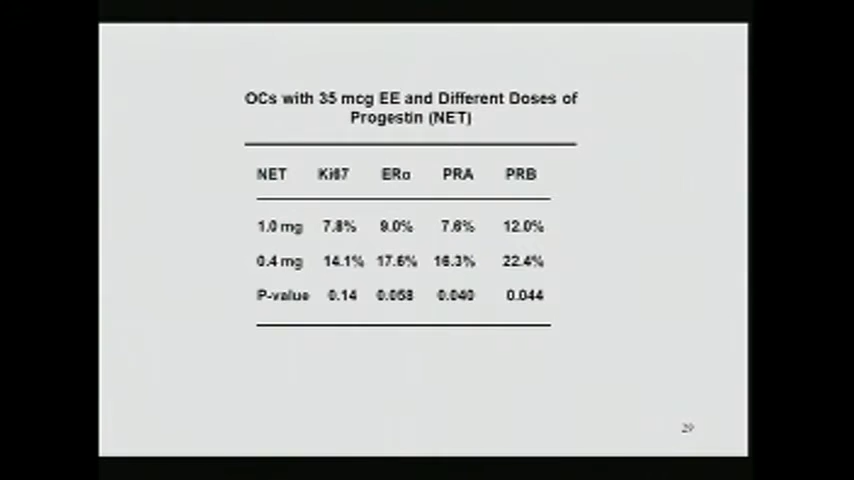 OCs with 35 mcg EE and Different Doses of
Progestin (NET)
NET Ki67 ERα PRA PRB
1.0 mg 7.8% 9.0% 7.6% 12.0%
0.4 mg 14.1% 17.6% 16.3% 22.4%
P-value 0.14 0.058 0.040 0.044
29